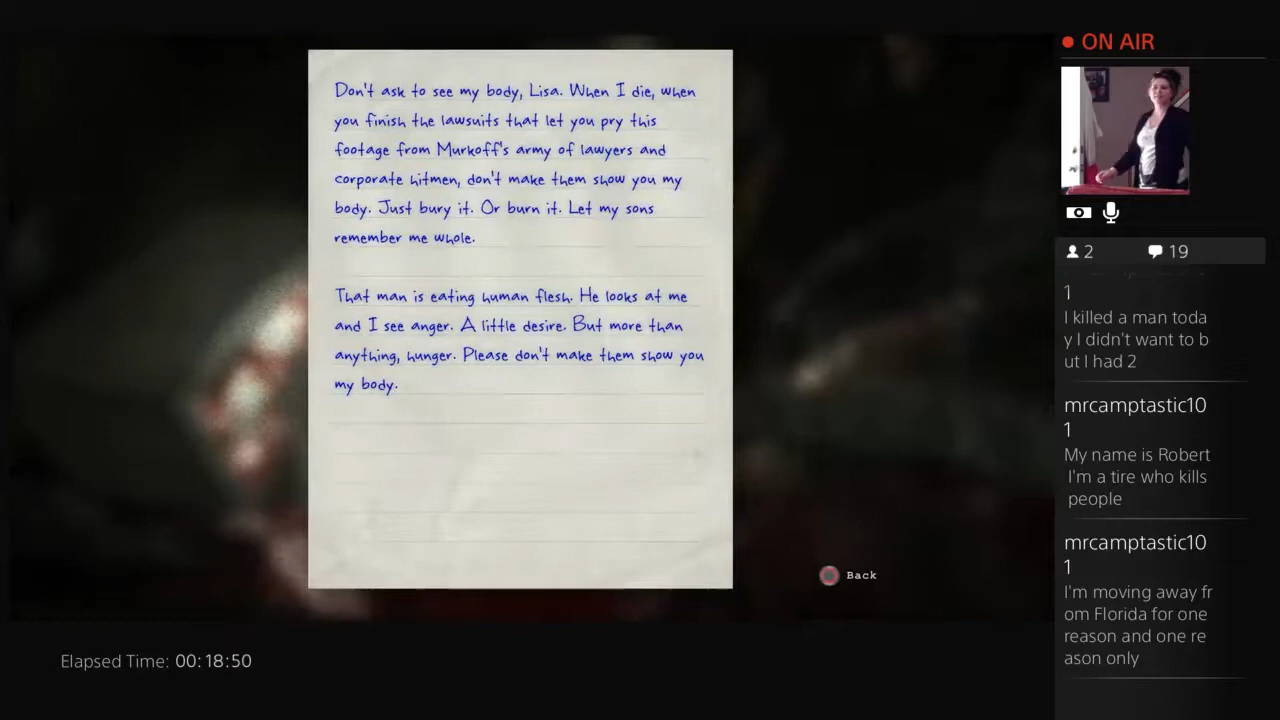 Don't ask to see my body, Lisa. When I die, when
you finish the lawsuits that let you pry this
footage from Murkoff's army of lawyers and
corporate hitmen, don't make them show you my
body. Just bury it. Or burn it. Let my sons
remember me whole.
That man is eating human flesh. He looks at me
and I see anger. A little desire. But more than
anything, hunger. Please don't make them show you
my body.
Back
Elapsed Time: 00:18:50
ON AIR
2 19
1
I killed a man toda
y I didn't want to b
ut I had 2
mrcamptastic10
1
My name is Robert
I'm a tire who kills
people
mrcamptastic10
1
I'm moving away fr
om Florida for one
reason and one re
ason only